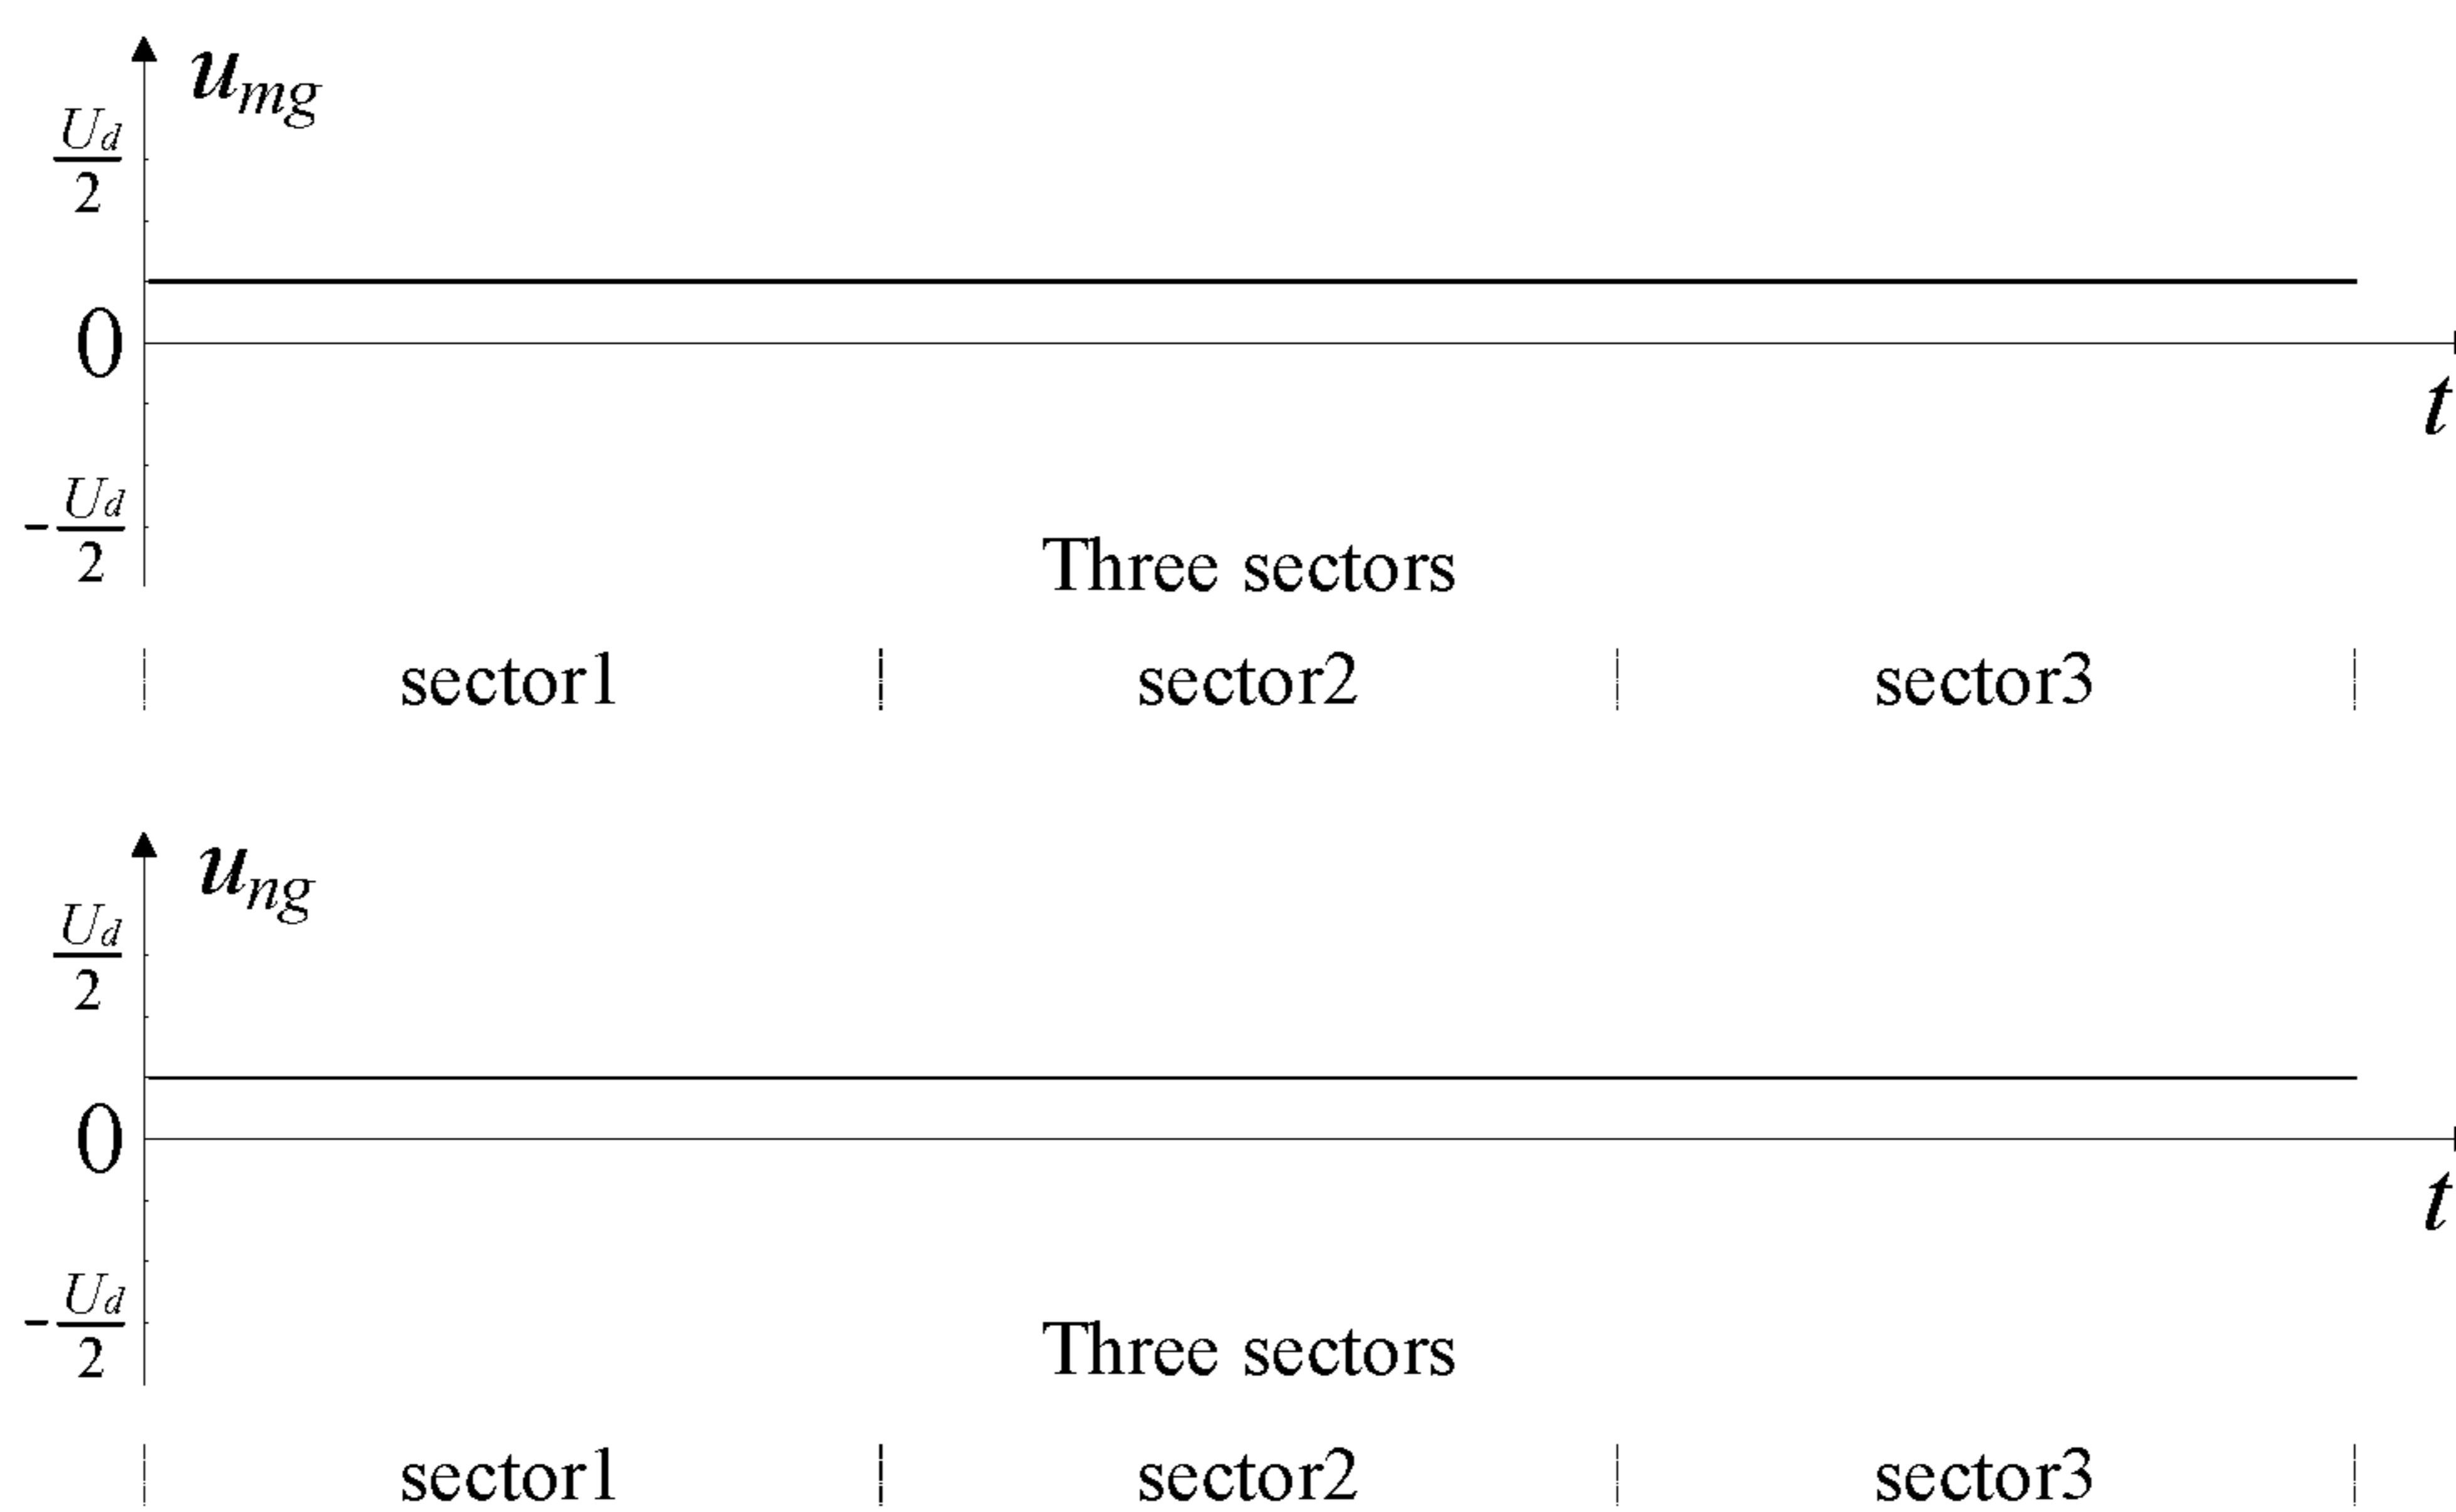 u_mg
U_d/2
0
t
-U_d/2
Three sectors
sector1 sector2 sector3
u_ng
U_d/2
0
t
-U_d/2
Three sectors
sector1 sector2 sector3